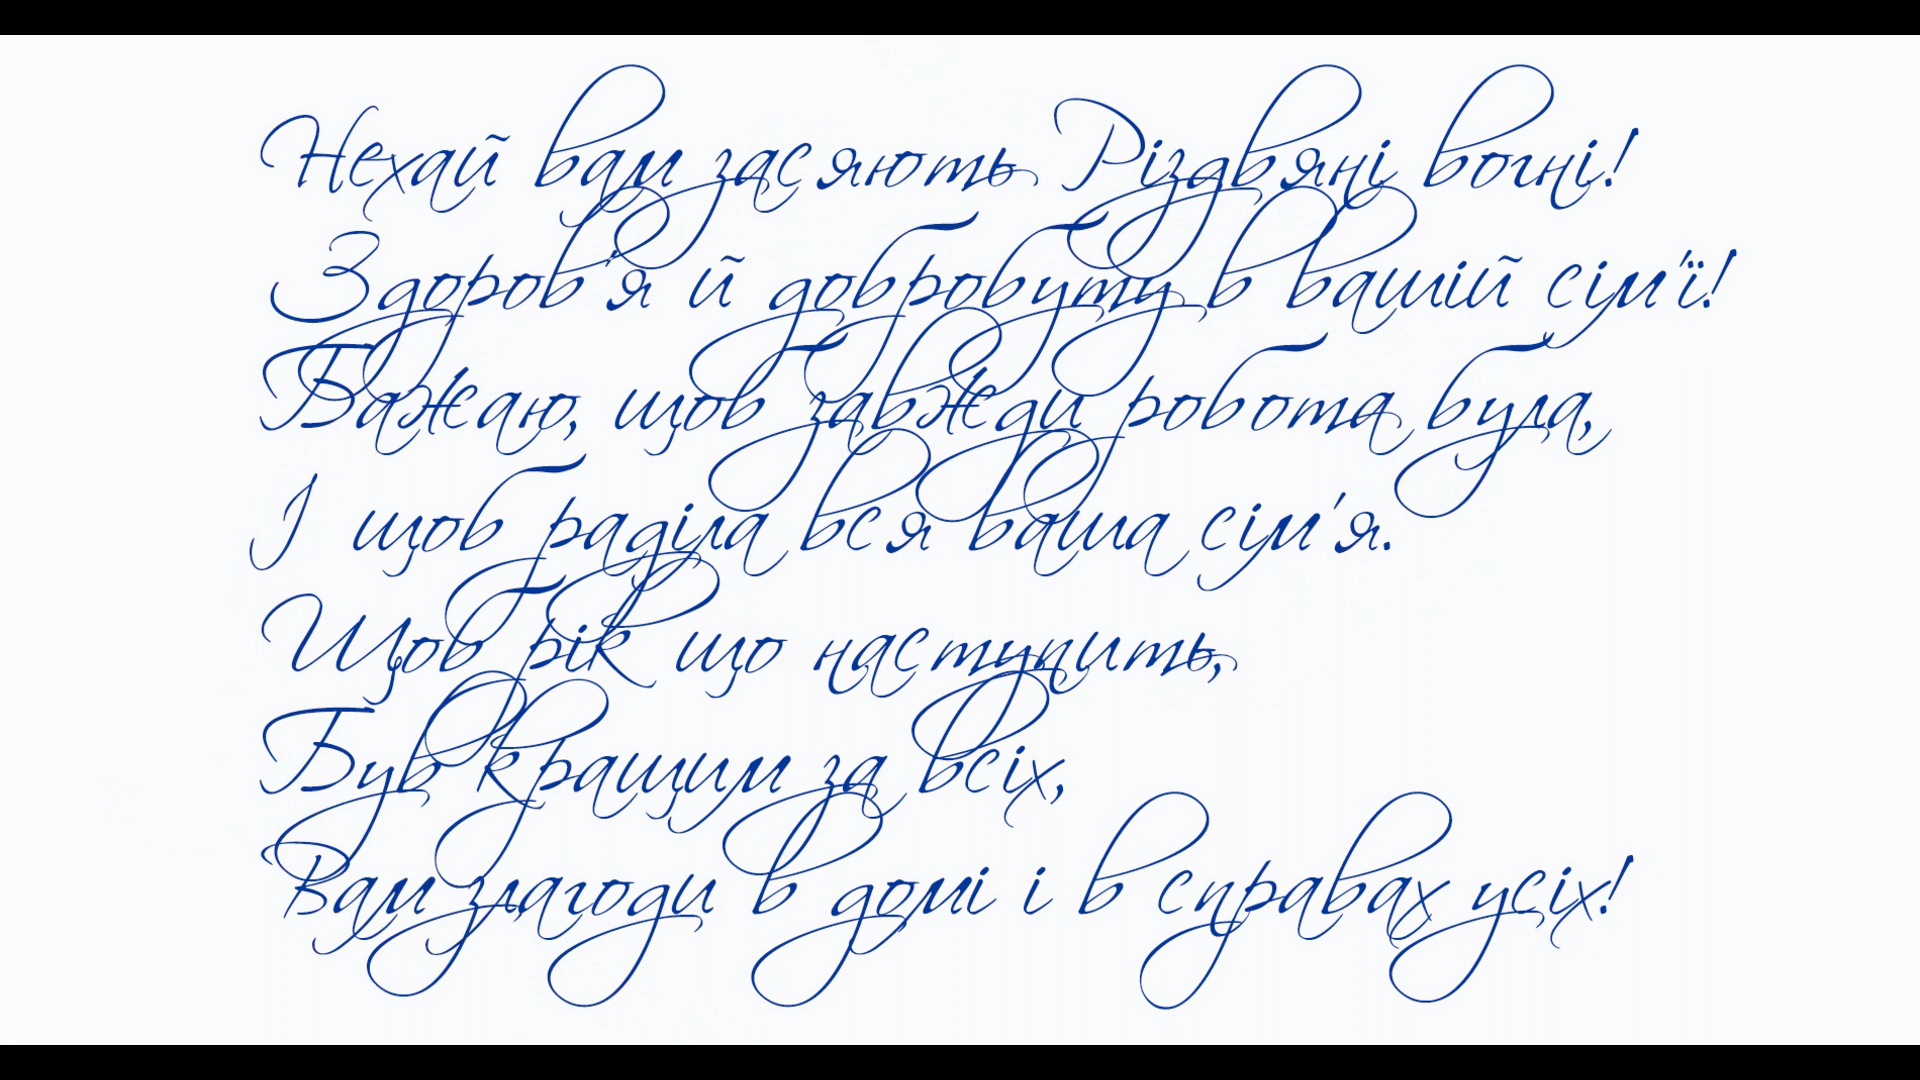 Нехай вам засяють Різдвяні вогні!
Здоров'я й добробуту в вашій сім'ї!
Бажаю, щоб завжди робота була,
І щоб раділа вся ваша сім'я.
Щоб рік що наступить,
Був кращим за всіх,
Вам злагоди в домі і в справах усіх!